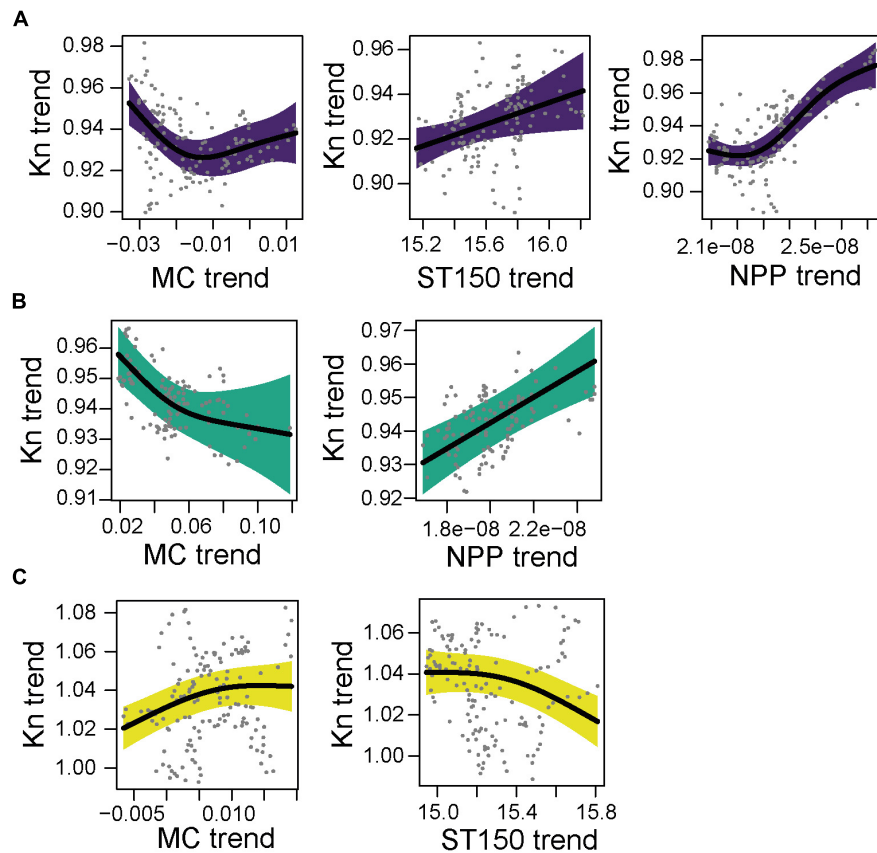 A
Kn trend
0.98
0.96
0.94
0.92
0.90
−0.03 −0.01 0.01
MC trend
Kn trend
0.96
0.94
0.92
0.90
15.2 15.6 16.0
ST150 trend
Kn trend
0.98
0.96
0.94
0.92
0.90
2.1e−08 2.5e−08
NPP trend
B
Kn trend
0.96
0.95
0.94
0.93
0.92
0.91
0.02 0.06 0.10
MC trend
Kn trend
0.97
0.96
0.95
0.94
0.93
0.92
1.8e−08 2.2e−08
NPP trend
C
Kn trend
1.08
1.06
1.04
1.02
1.00
−0.005 0.010
MC trend
Kn trend
1.06
1.04
1.02
1.00
15.0 15.4 15.8
ST150 trend